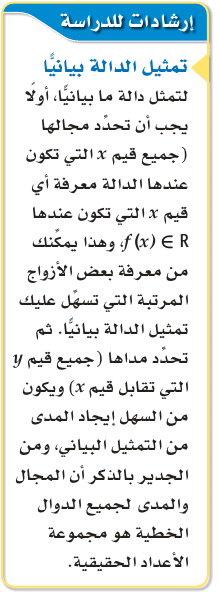 إرشادات للدراسة
تمثيل الدالة بيانيًّا
لتمثل دالة ما بيانيًّا، أولًا
يجب أن تحدِّد مجالها
(جميع قيم x التي تكون
عندها الدالة معرفة أي
قيم x التي تكون عندها
f (x) ∈ R، وهذا يمكِّنك
من معرفة بعض الأزواج
المرتبة التي تسهِّل عليك
تمثيل الدالة بيانيًّا. ثم
تحدِّد مداها (جميع قيم y
التي تقابل قيم x) ويكون
من السهل إيجاد المدى
من التمثيل البياني، ومن
الجدير بالذكر أن المجال
والمدى لجميع الدوال
الخطية هو مجموعة
الأعداد الحقيقية.